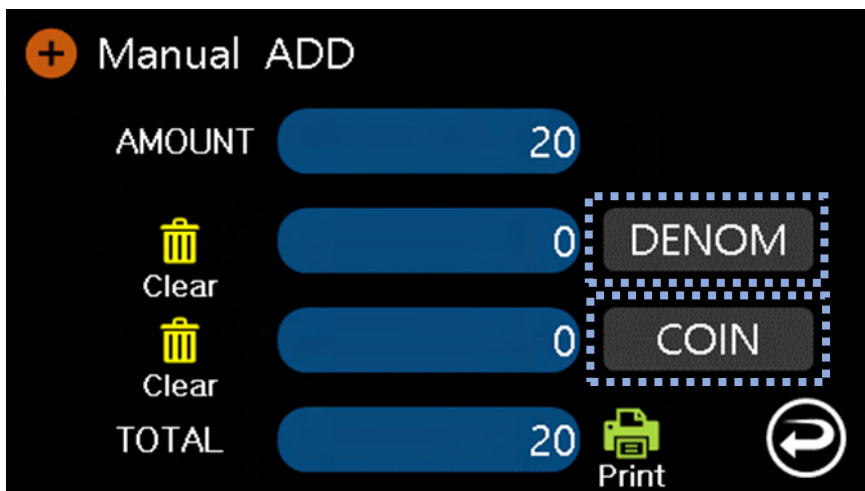 Manual ADD
AMOUNT 20
0 DENOM
Clear
0 COIN
Clear
TOTAL 20
Print